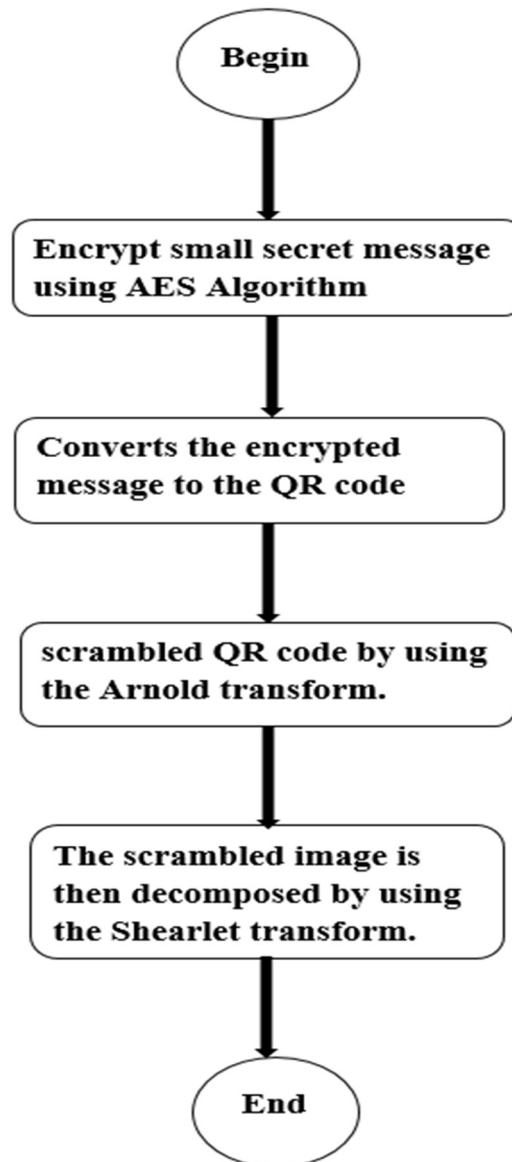 Begin
Encrypt small secret message
using AES Algorithm
Converts the encrypted
message to the QR code
scrambled QR code by using
the Arnold transform.
The scrambled image is
then decomposed by using
the Shearlet transform.
End